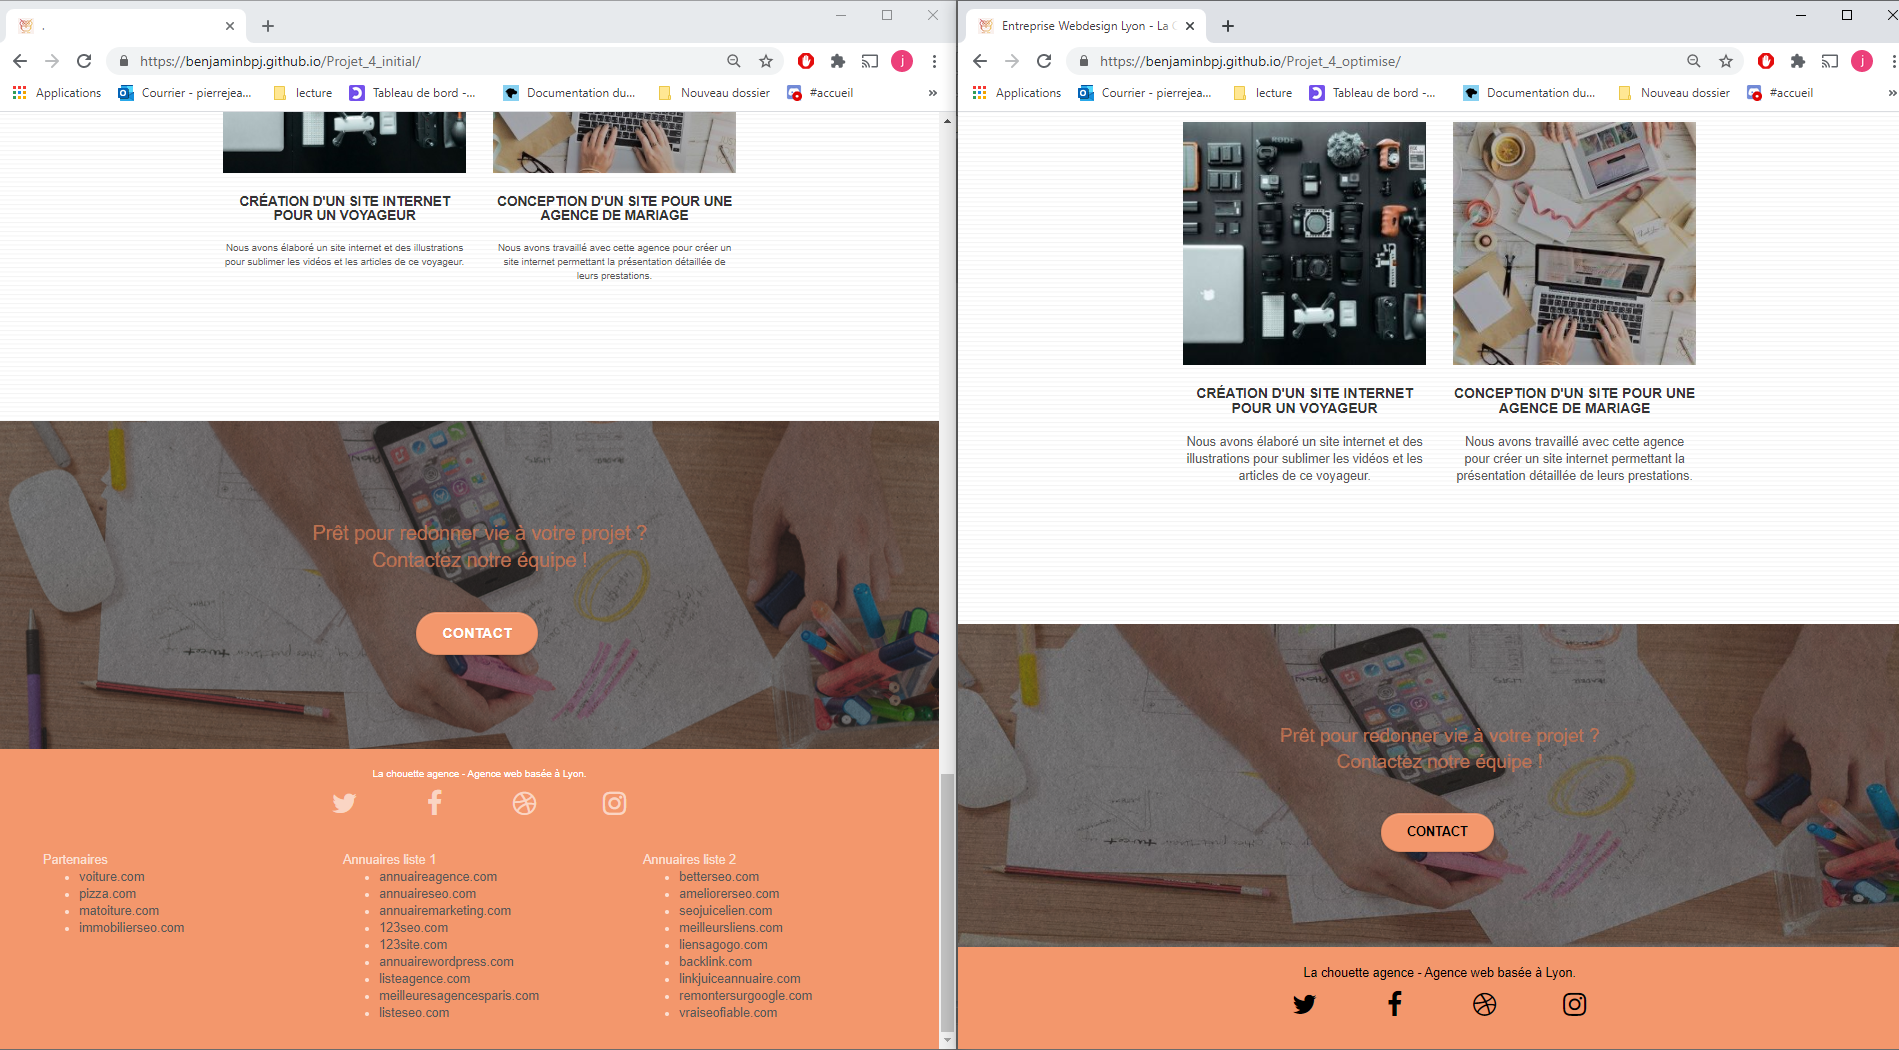 .
https://benjaminbpj.github.io/Projet_4_initial/
Applications
Courrier - pierrejea...
lecture
Tableau de bord -...
Documentation du...
Nouveau dossier
#accueil
»
CRÉATION D'UN SITE INTERNET
POUR UN VOYAGEUR
Nous avons élaboré un site internet et des illustrations
pour sublimer les vidéos et les articles de ce voyageur.
CONCEPTION D'UN SITE POUR UNE
AGENCE DE MARIAGE
Nous avons travaillé avec cette agence pour créer un
site internet permettant la présentation détaillée de
leurs prestations.
Prêt pour redonner vie à votre projet ?
Contactez notre équipe !
CONTACT
La chouette agence - Agence web basée à Lyon.
Partenaires
voiture.com
pizza.com
matoiture.com
immobilierseo.com
Annuaires liste 1
annuaireagence.com
annuaireseo.com
annuairemarketing.com
123seo.com
123site.com
annuairewordpress.com
listeagence.com
meilleuresagencesparis.com
listeseo.com
Annuaires liste 2
betterseo.com
ameliorerseo.com
seojuicelien.com
meilleursliens.com
liensagogo.com
backlink.com
linkjuiceannuaire.com
remontersurgoogle.com
vraiseofiable.com
Entreprise Webdesign Lyon - La
https://benjaminbpj.github.io/Projet_4_optimise/
j
Applications
Courrier - pierrejea...
lecture
Tableau de bord -...
Documentation du...
Nouveau dossier
#accueil
»
CRÉATION D'UN SITE INTERNET
POUR UN VOYAGEUR
Nous avons élaboré un site internet et des
illustrations pour sublimer les vidéos et les
articles de ce voyageur.
CONCEPTION D'UN SITE POUR UNE
AGENCE DE MARIAGE
Nous avons travaillé avec cette agence
pour créer un site internet permettant la
présentation détaillée de leurs prestations.
Prêt pour redonner vie à votre projet ?
Contactez notre équipe !
CONTACT
La chouette agence - Agence web basée à Lyon.